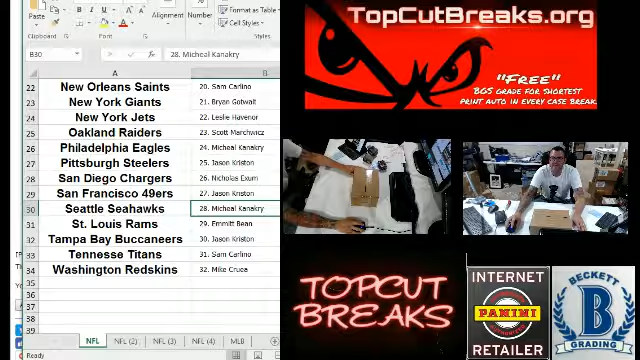 Number
Format as Table
Cell Styles
Clipboard
B30
28. Micheal Kanakry
A
B
22 New Orleans Saints 20. Sam Carlino
23 New York Giants 21. Bryan Gotwalt
24 New York Jets 22. Leslie Havenor
25 Oakland Raiders 23. Scott Marchwicz
26 Philadelphia Eagles 24. Micheal Kanakry
27 Pittsburgh Steelers 25. Jason Kriston
28 San Diego Chargers 26. Nicholas Exum
29 San Francisco 49ers 27. Jason Kriston
30 Seattle Seahawks 28. Micheal Kanakry
31 St. Louis Rams 29. Emmitt Bean
32 Tampa Bay Buccaneers 30. Jason Kriston
33 Tennesse Titans 31. Sam Carlino
34 Washington Redskins 32. Mike Cruea
35
36
37
38
39
NFL NFL (2) NFL (3) NFL (4) MLB
Ready
TopCutBreaks.org
"Free"
BGS grade for shortest
print auto in every case break.
TOPCUT
BREAKS
INTERNET
PANINI
RETAILER
BECKETT
B
GRADING